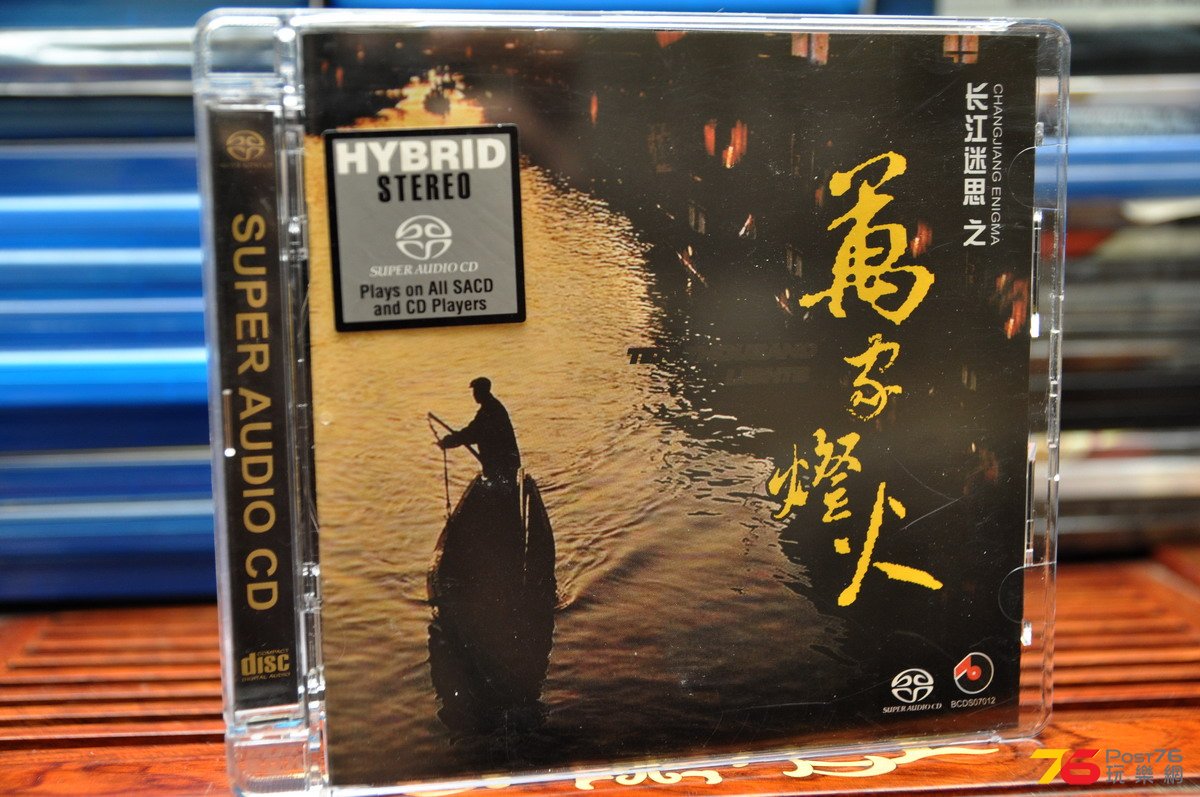 SUPER AUDIO CD
COMPACT
disc
DIGITAL AUDIO
HYBRID
STEREO
SUPER AUDIO CD
Plays on All SACD
and CD Players
长江迷思 之
CHANGJIANG ENIGMA
萬家燈火
SUPER AUDIO CD
BCDS07012
76 Post76
玩樂網